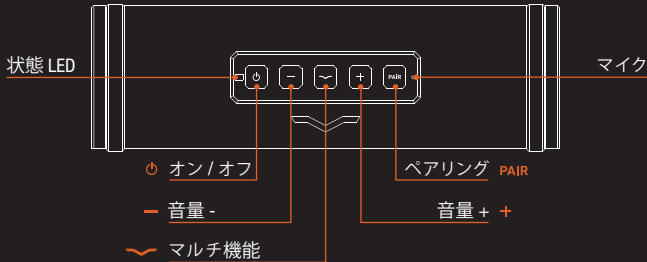 状態 LED
マイク
PAIR
オン / オフ
ペアリング PAIR
音量 -
音量 + +
マルチ機能